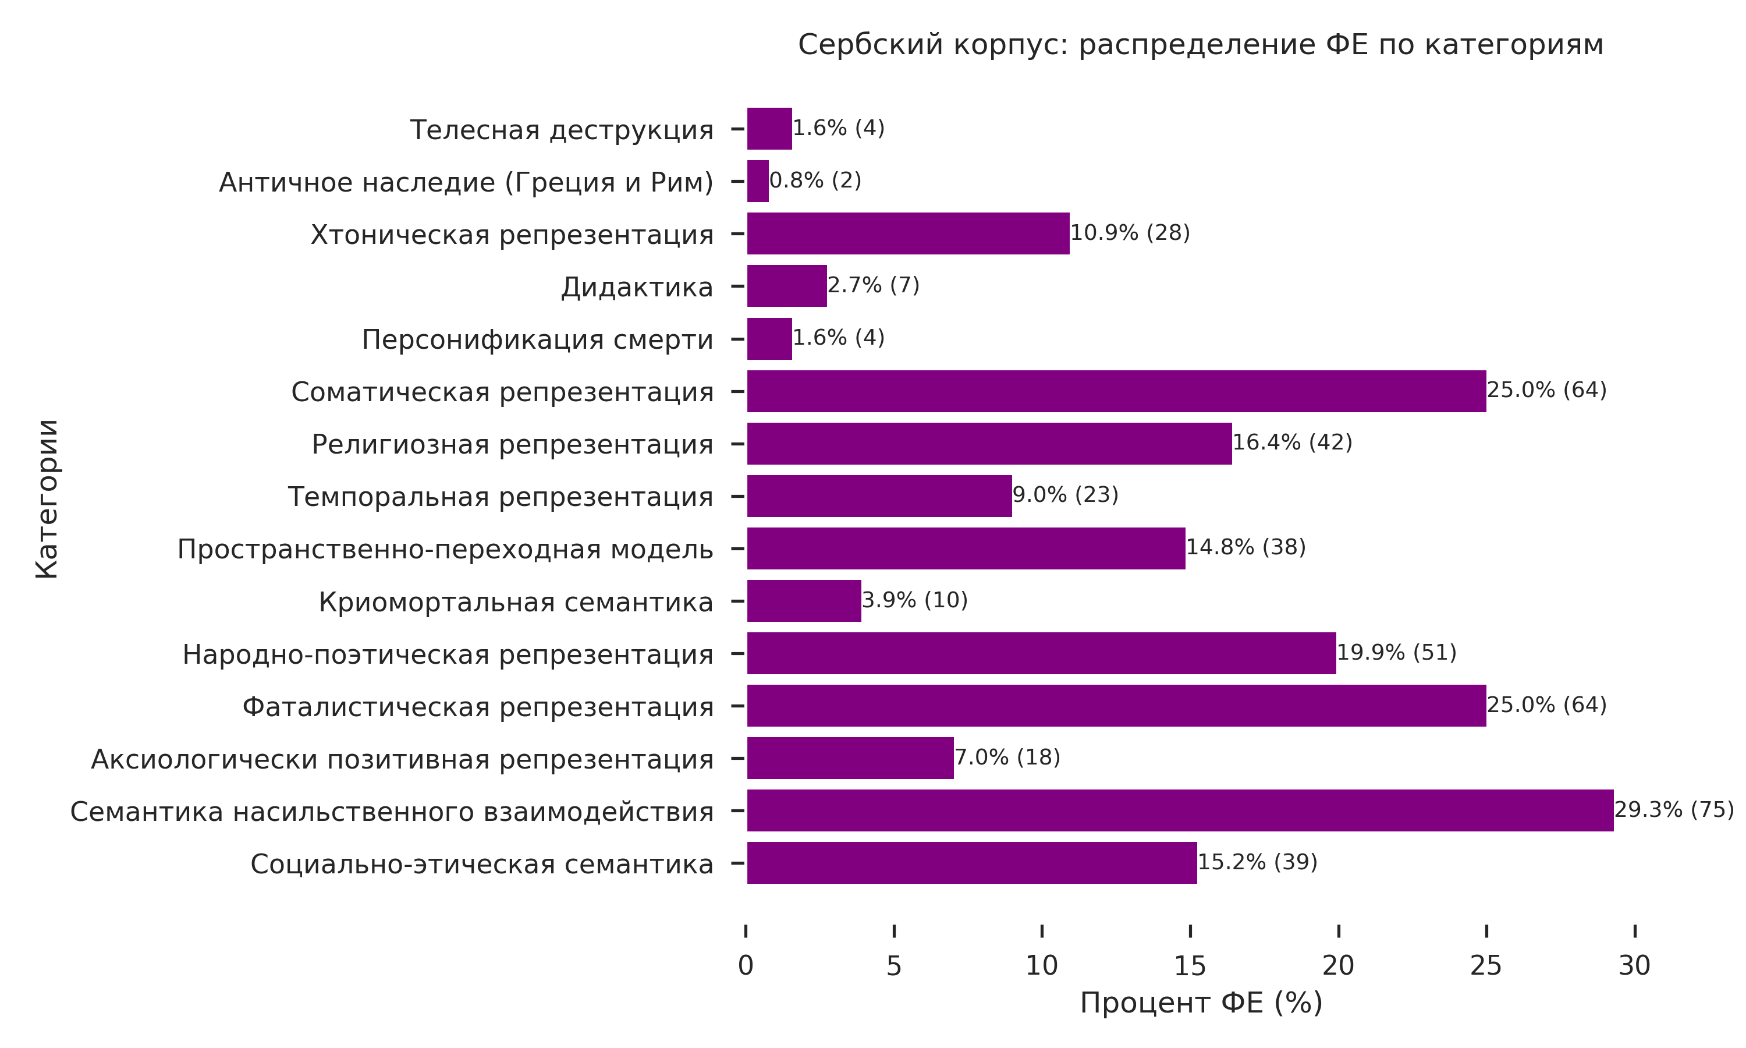 Сербский корпус: распределение ФЕ по категориям
Категории
Телесная деструкция 1.6% (4)
Античное наследие (Греция и Рим) 0.8% (2)
Хтоническая репрезентация 10.9% (28)
Дидактика 2.7% (7)
Персонификация смерти 1.6% (4)
Соматическая репрезентация 25.0% (64)
Религиозная репрезентация 16.4% (42)
Темпоральная репрезентация 9.0% (23)
Пространственно-переходная модель 14.8% (38)
Криомортальная семантика 3.9% (10)
Народно-поэтическая репрезентация 19.9% (51)
Фаталистическая репрезентация 25.0% (64)
Аксиологически позитивная репрезентация 7.0% (18)
Семантика насильственного взаимодействия 29.3% (75)
Социально-этическая семантика 15.2% (39)
0 5 10 15 20 25 30
Процент ФЕ (%)